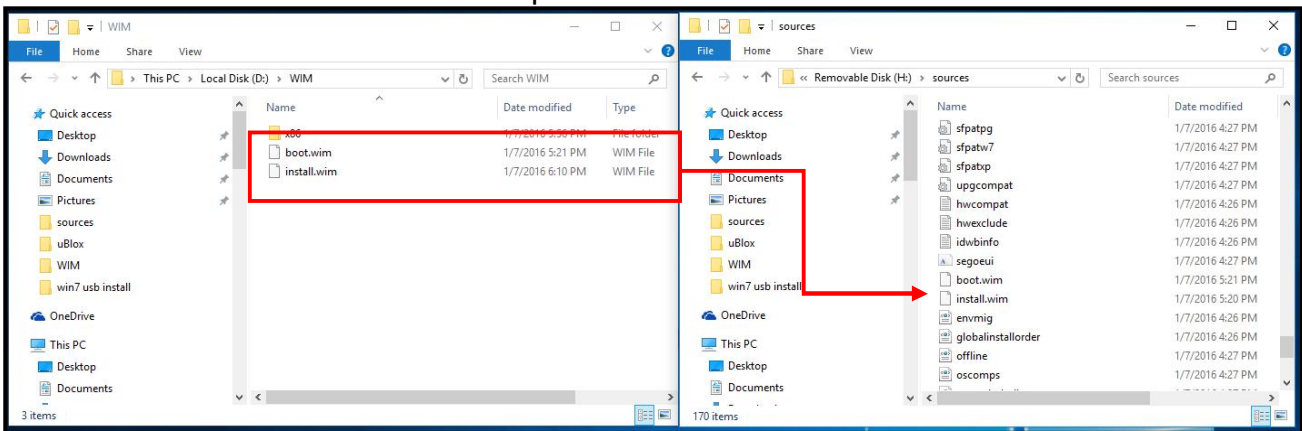 WIM
File Home Share View
This PC > Local Disk (D:) > WIM
Search WIM
Quick access
Desktop
Downloads
Documents
Pictures
sources
uBlox
WIM
win7 usb install
OneDrive
This PC
Desktop
Documents
Name Date modified Type
x86 1/7/2016 5:56 PM File folder
boot.wim 1/7/2016 5:21 PM WIM File
install.wim 1/7/2016 6:10 PM WIM File
3 items
sources
File Home Share View
« Removable Disk (H:) > sources
Search sources
Quick access
Desktop
Downloads
Documents
Pictures
sources
uBlox
WIM
win7 usb install
OneDrive
This PC
Desktop
Documents
Name Date modified
sfpatpg 1/7/2016 4:27 PM
sfpatw7 1/7/2016 4:27 PM
sfpatxp 1/7/2016 4:27 PM
upgcompat 1/7/2016 4:27 PM
hwcompat 1/7/2016 4:26 PM
hwexclude 1/7/2016 4:26 PM
idwbinfo 1/7/2016 4:26 PM
segoeui 1/7/2016 4:27 PM
boot.wim 1/7/2016 5:21 PM
install.wim 1/7/2016 5:20 PM
envmig 1/7/2016 4:26 PM
globalinstallorder 1/7/2016 4:26 PM
offline 1/7/2016 4:27 PM
oscomps 1/7/2016 4:27 PM
170 items